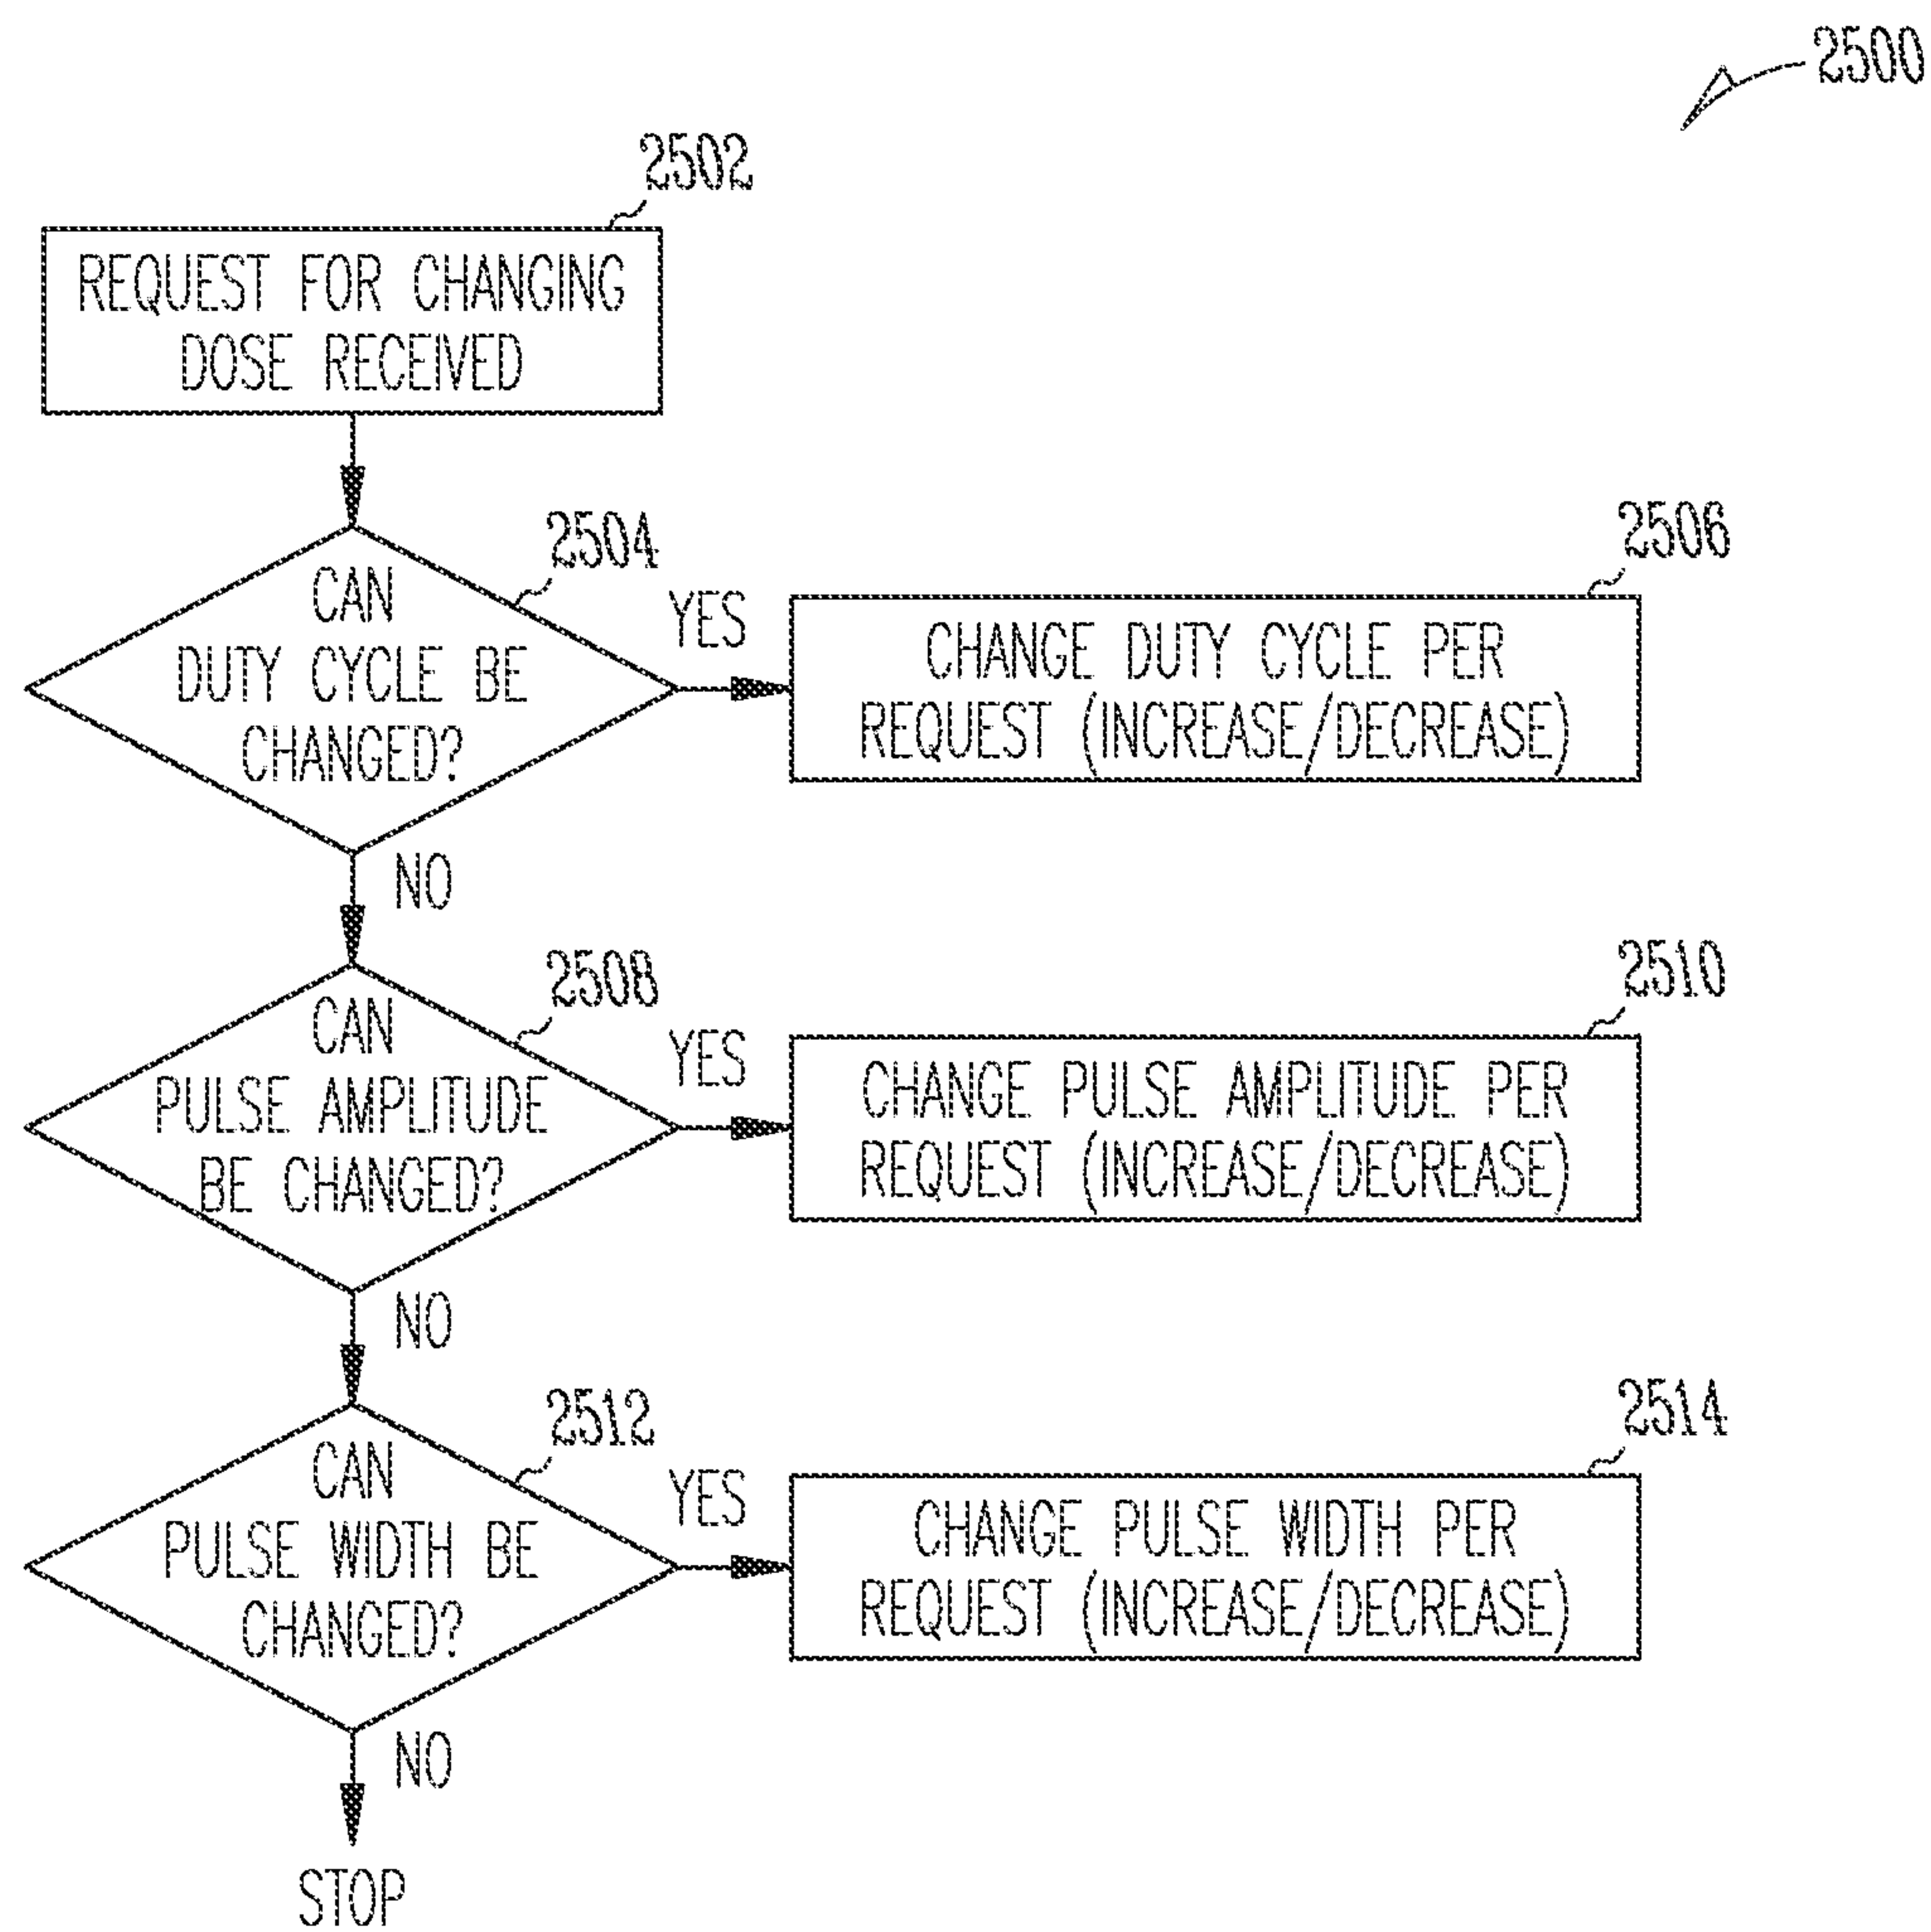 2500
2502
REQUEST FOR CHANGING
DOSE RECEIVED
2504
CAN
DUTY CYCLE BE
CHANGED?
YES
2506
CHANGE DUTY CYCLE PER
REQUEST (INCREASE/DECREASE)
NO
2508
CAN
PULSE AMPLITUDE
BE CHANGED?
YES
2510
CHANGE PULSE AMPLITUDE PER
REQUEST (INCREASE/DECREASE)
NO
2512
CAN
PULSE WIDTH BE
CHANGED?
YES
2514
CHANGE PULSE WIDTH PER
REQUEST (INCREASE/DECREASE)
NO
STOP